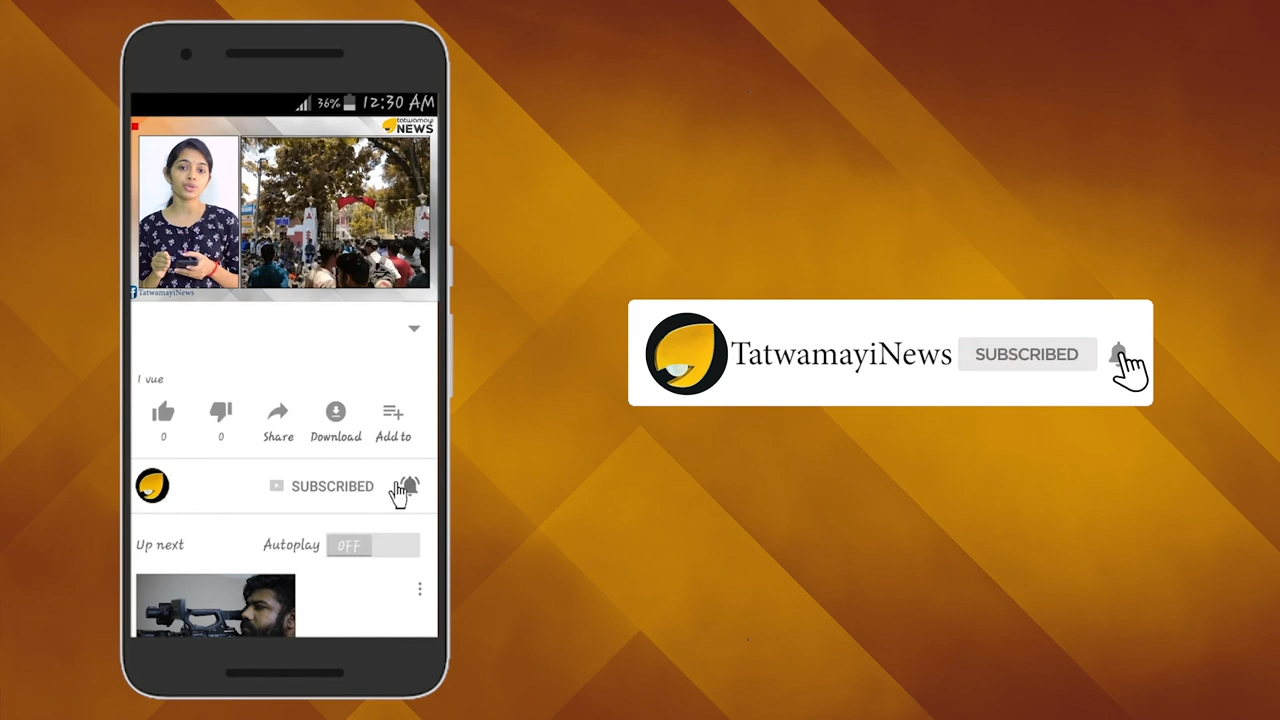 36% 12:30 AM
tatwamayi
NEWS
TatwamayiNews
1 vue
0
0
Share
Download
Add to
SUBSCRIBED
Up next
Autoplay
OFF
TatwamayiNews
SUBSCRIBED